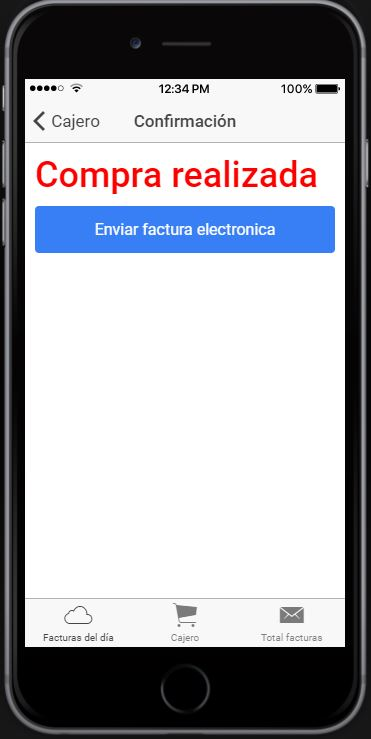 12:34 PM 100%
Cajero Confirmación
Compra realizada
Enviar factura electronica
Facturas del día Cajero Total facturas